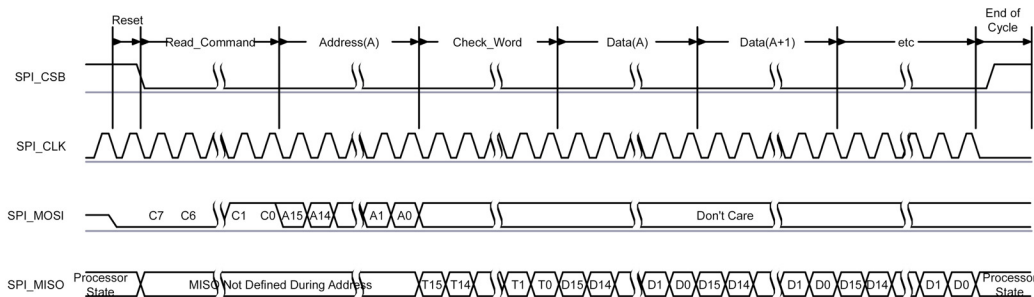 Reset
End of
Cycle
Read_Command
Address(A)
Check_Word
Data(A)
Data(A+1)
etc
SPI_CSB
SPI_CLK
SPI_MOSI
C7 C6 C1 C0 A15 A14 A1 A0 Don't Care
SPI_MISO
Processor
State
MISO Not Defined During Address
T15 T14 T1 T0 D15 D14 D1 D0 D15 D14 D1 D0 D15 D14 D1 D0
Processor
State